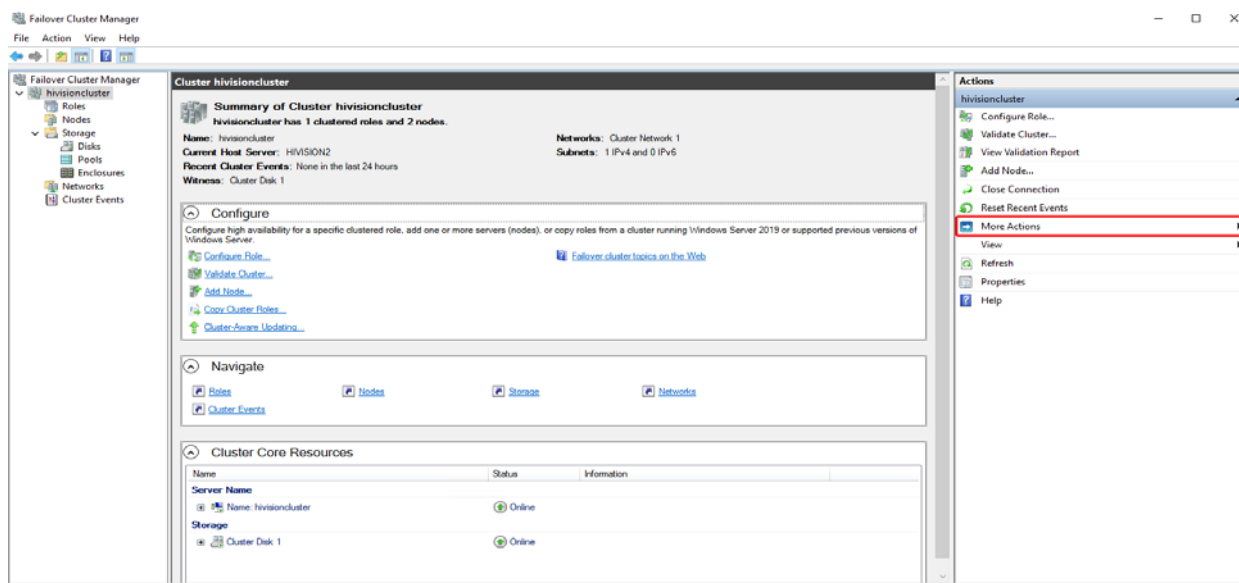 Failover Cluster Manager
File Action View Help
Failover Cluster Manager
hivisioncluster
Roles
Nodes
Storage
Disks
Pools
Enclosures
Networks
Cluster Events
Cluster hivisioncluster
Summary of Cluster hivisioncluster
hivisioncluster has 1 clustered roles and 2 nodes.
Name: hivisioncluster
Networks: Cluster Network 1
Current Host Server: HIVISION2
Subnets: 1 IPv4 and 0 IPv6
Recent Cluster Events: None in the last 24 hours
Witness: Cluster Disk 1
Configure
Configure high availability for a specific clustered role, add one or more servers (nodes), or copy roles from a cluster running Windows Server 2019 or supported previous versions of
Windows Server.
Configure Role...
Failover cluster topics on the Web
Validate Cluster...
Add Node...
Copy Cluster Roles...
Cluster-Aware Updating...
Navigate
Roles Nodes Storage Networks
Cluster Events
Cluster Core Resources
Name Status Information
Server Name
Name: hivisioncluster Online
Storage
Cluster Disk 1 Online
Actions
hivisioncluster
Configure Role...
Validate Cluster...
View Validation Report
Add Node...
Close Connection
Reset Recent Events
More Actions
View
Refresh
Properties
Help